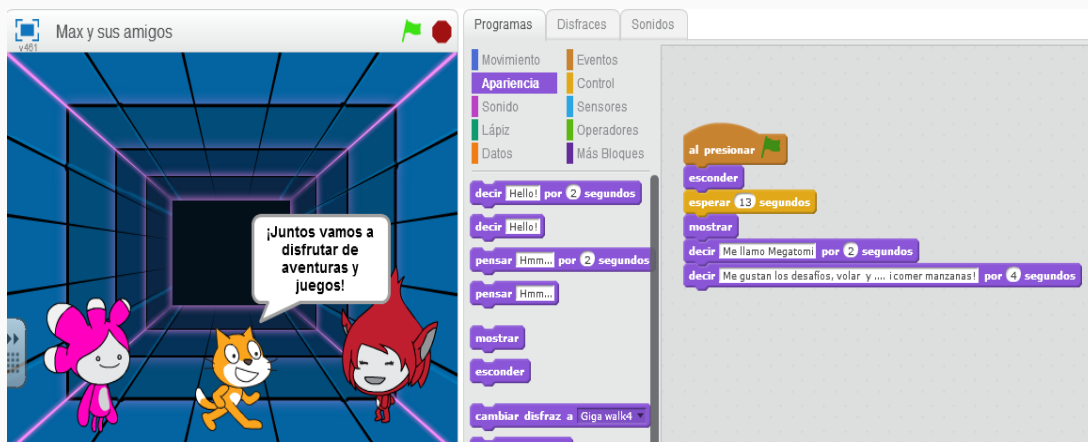 Max y sus amigos
v461
¡Juntos vamos a
disfrutar de
aventuras y
juegos!
Programas
Disfraces
Sonidos
Movimiento
Eventos
Apariencia
Control
Sonido
Sensores
Lápiz
Operadores
Datos
Más Bloques
decir Hello! por 2 segundos
decir Hello!
pensar Hmm... por 2 segundos
pensar Hmm...
mostrar
esconder
cambiar disfraz a Giga walk4
al presionar
esconder
esperar 13 segundos
mostrar
decir Me llamo Megatomi por 2 segundos
decir Me gustan los desafíos, volar y .... ¡comer manzanas! por 4 segundos